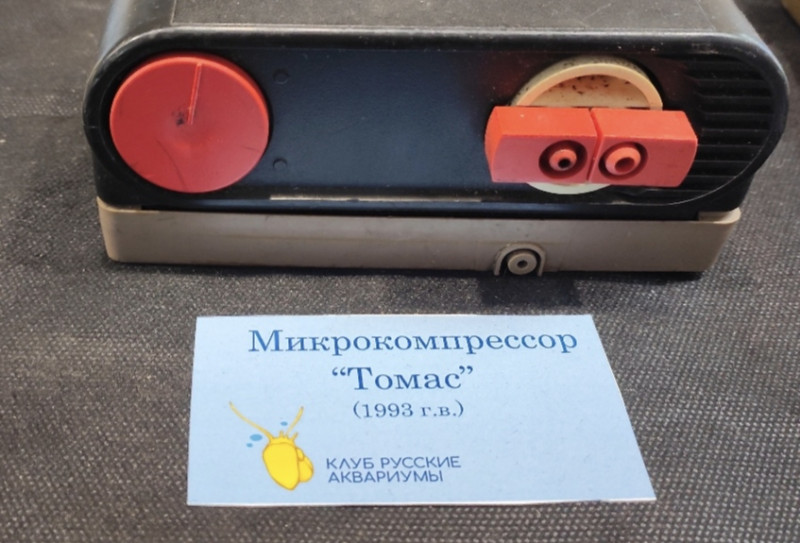 Микрокомпрессор
“Томас”
(1993 г.в.)
КЛУБ РУССКИЕ
АКВАРИУМЫ